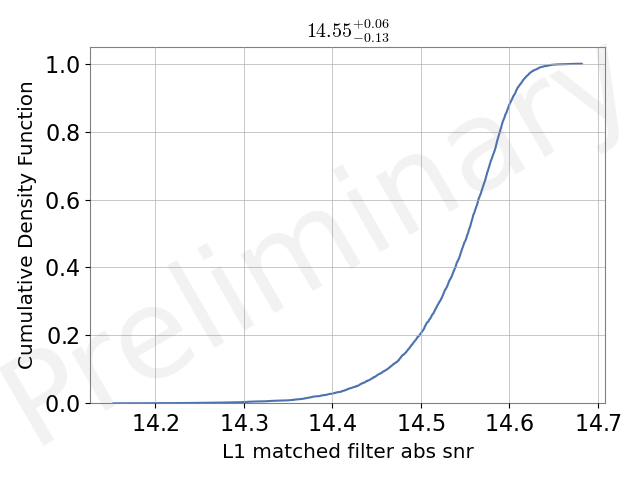 14.55+0.06−0.13
1.0
0.8
0.6
0.4
0.2
0.0
Cumulative Density Function
Preliminary
14.2 14.3 14.4 14.5 14.6 14.7
L1 matched filter abs snr